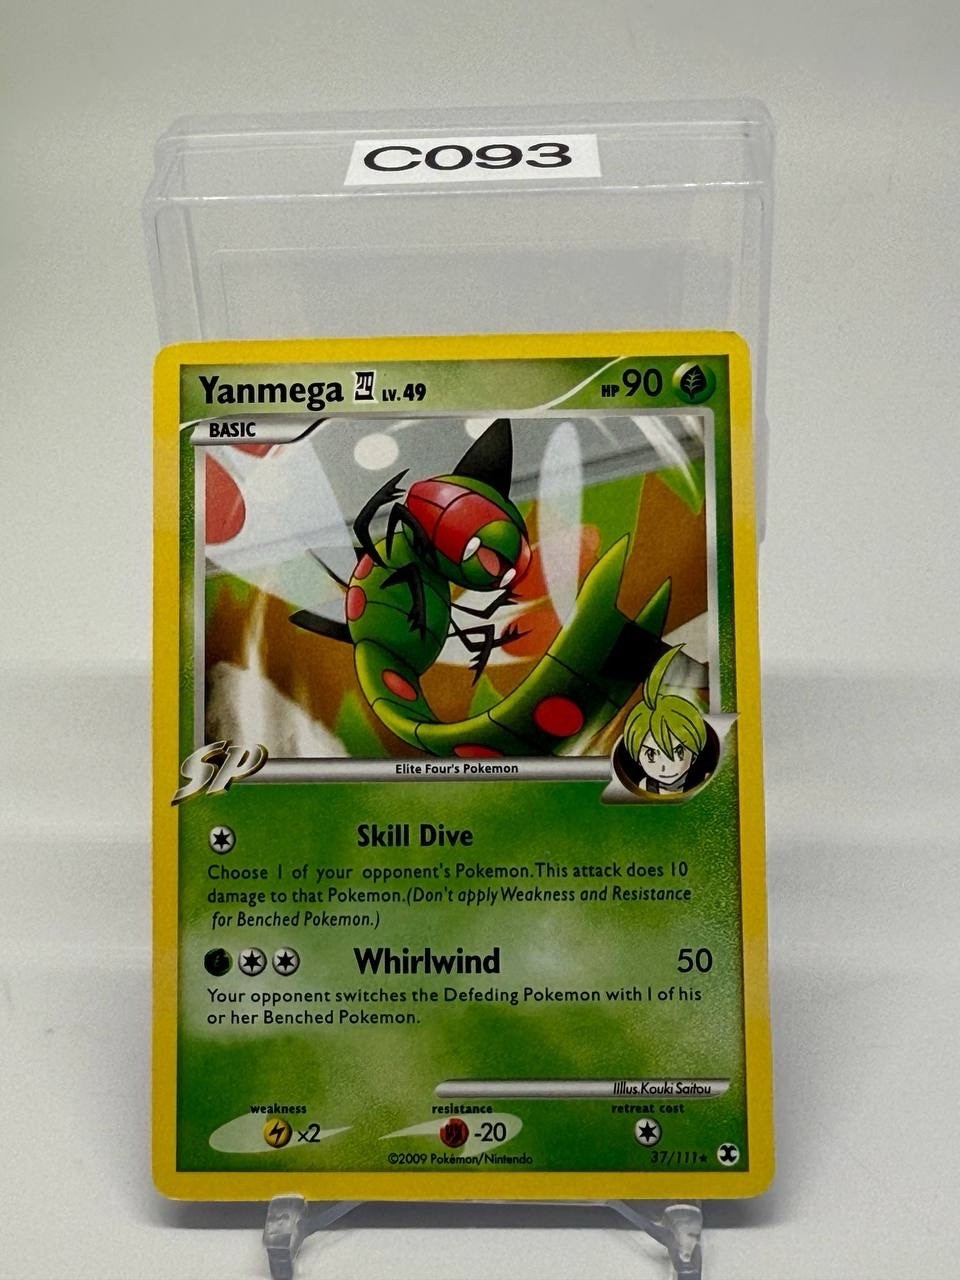 C093
Yanmega 四 LV.49
HP 90
BASIC
SP
Elite Four's Pokemon
Skill Dive
Choose 1 of your opponent's Pokemon.This attack does 10
damage to that Pokemon.(Don't apply Weakness and Resistance
for Benched Pokemon.)
Whirlwind 50
Your opponent switches the Defeding Pokemon with 1 of his
or her Benched Pokemon.
Illus.Kouki Saitou
weakness resistance retreat cost
x2 -20
©2009 Pokémon/Nintendo
37/111★